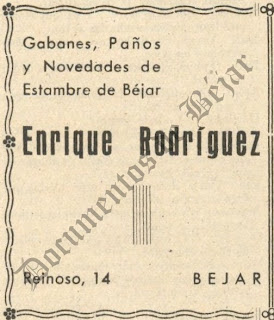 Gabanes, Paños
y Novedades de
Estambre de Béjar
Enrique Rodríguez
Reinoso, 14 BEJAR
Documentos Béjar